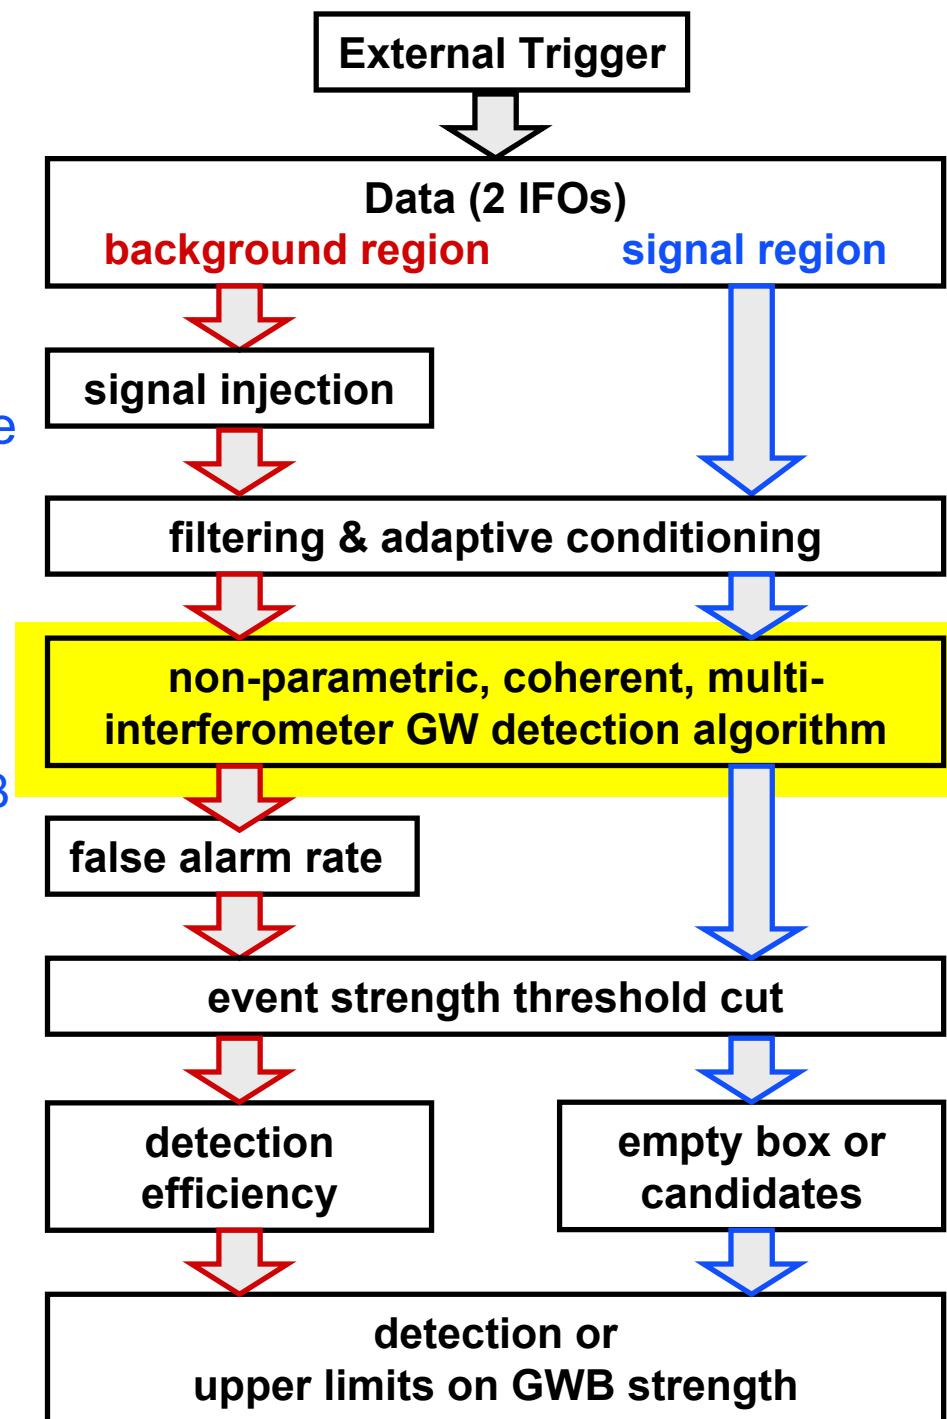 External Trigger
Data (2 IFOs)
background region signal region
signal injection
e
filtering & adaptive conditioning
non-parametric, coherent, multi-
interferometer GW detection algorithm
false alarm rate
event strength threshold cut
detection
efficiency
empty box or
candidates
detection or
upper limits on GWB strength